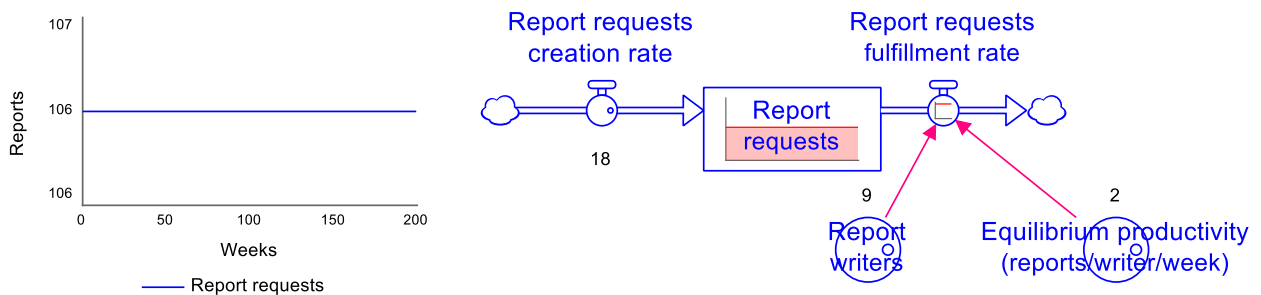 107
106
106
Reports
0
50
100
150
200
Weeks
Report requests
Report requests
creation rate
18
Report
requests
Report requests
fulfillment rate
9
Report
writers
2
Equilibrium productivity
(reports/writer/week)